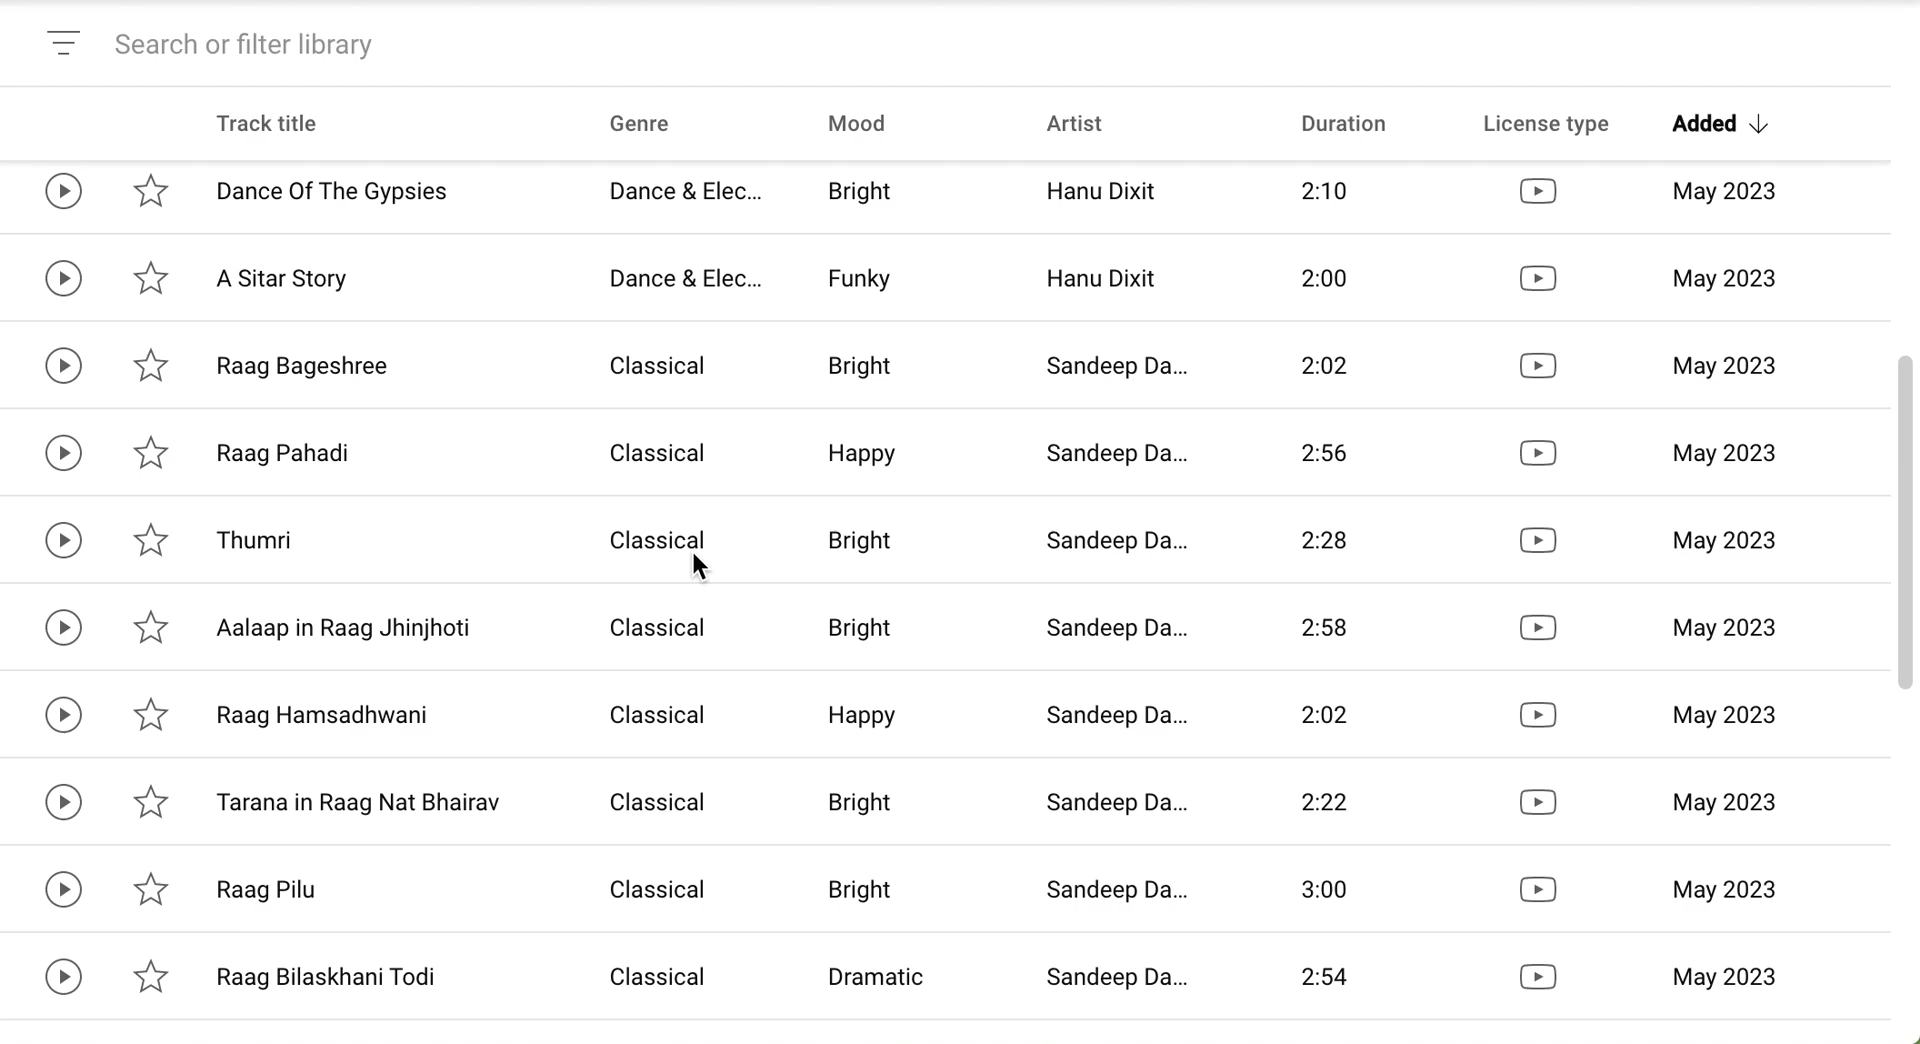 Search or filter library
Track title Genre Mood Artist Duration License type Added
Dance Of The Gypsies Dance & Elec... Bright Hanu Dixit 2:10 May 2023
A Sitar Story Dance & Elec... Funky Hanu Dixit 2:00 May 2023
Raag Bageshree Classical Bright Sandeep Da... 2:02 May 2023
Raag Pahadi Classical Happy Sandeep Da... 2:56 May 2023
Thumri Classical Bright Sandeep Da... 2:28 May 2023
Aalaap in Raag Jhinjhoti Classical Bright Sandeep Da... 2:58 May 2023
Raag Hamsadhwani Classical Happy Sandeep Da... 2:02 May 2023
Tarana in Raag Nat Bhairav Classical Bright Sandeep Da... 2:22 May 2023
Raag Pilu Classical Bright Sandeep Da... 3:00 May 2023
Raag Bilaskhani Todi Classical Dramatic Sandeep Da... 2:54 May 2023